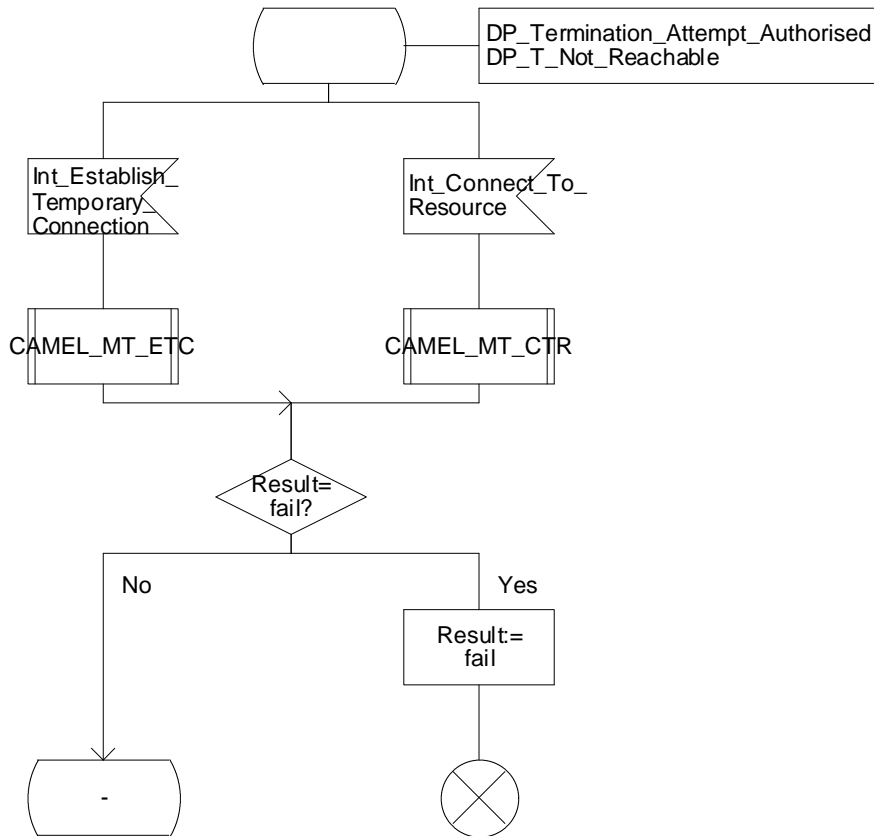 DP_Termination_Attempt_Authorised
DP_T_Not_Reachable
Int_Establish_
Temporary_
Connection
Int_Connect_To_
Resource
CAMEL_MT_ETC
CAMEL_MT_CTR
Result=
fail?
No
Yes
Result:=
fail
-